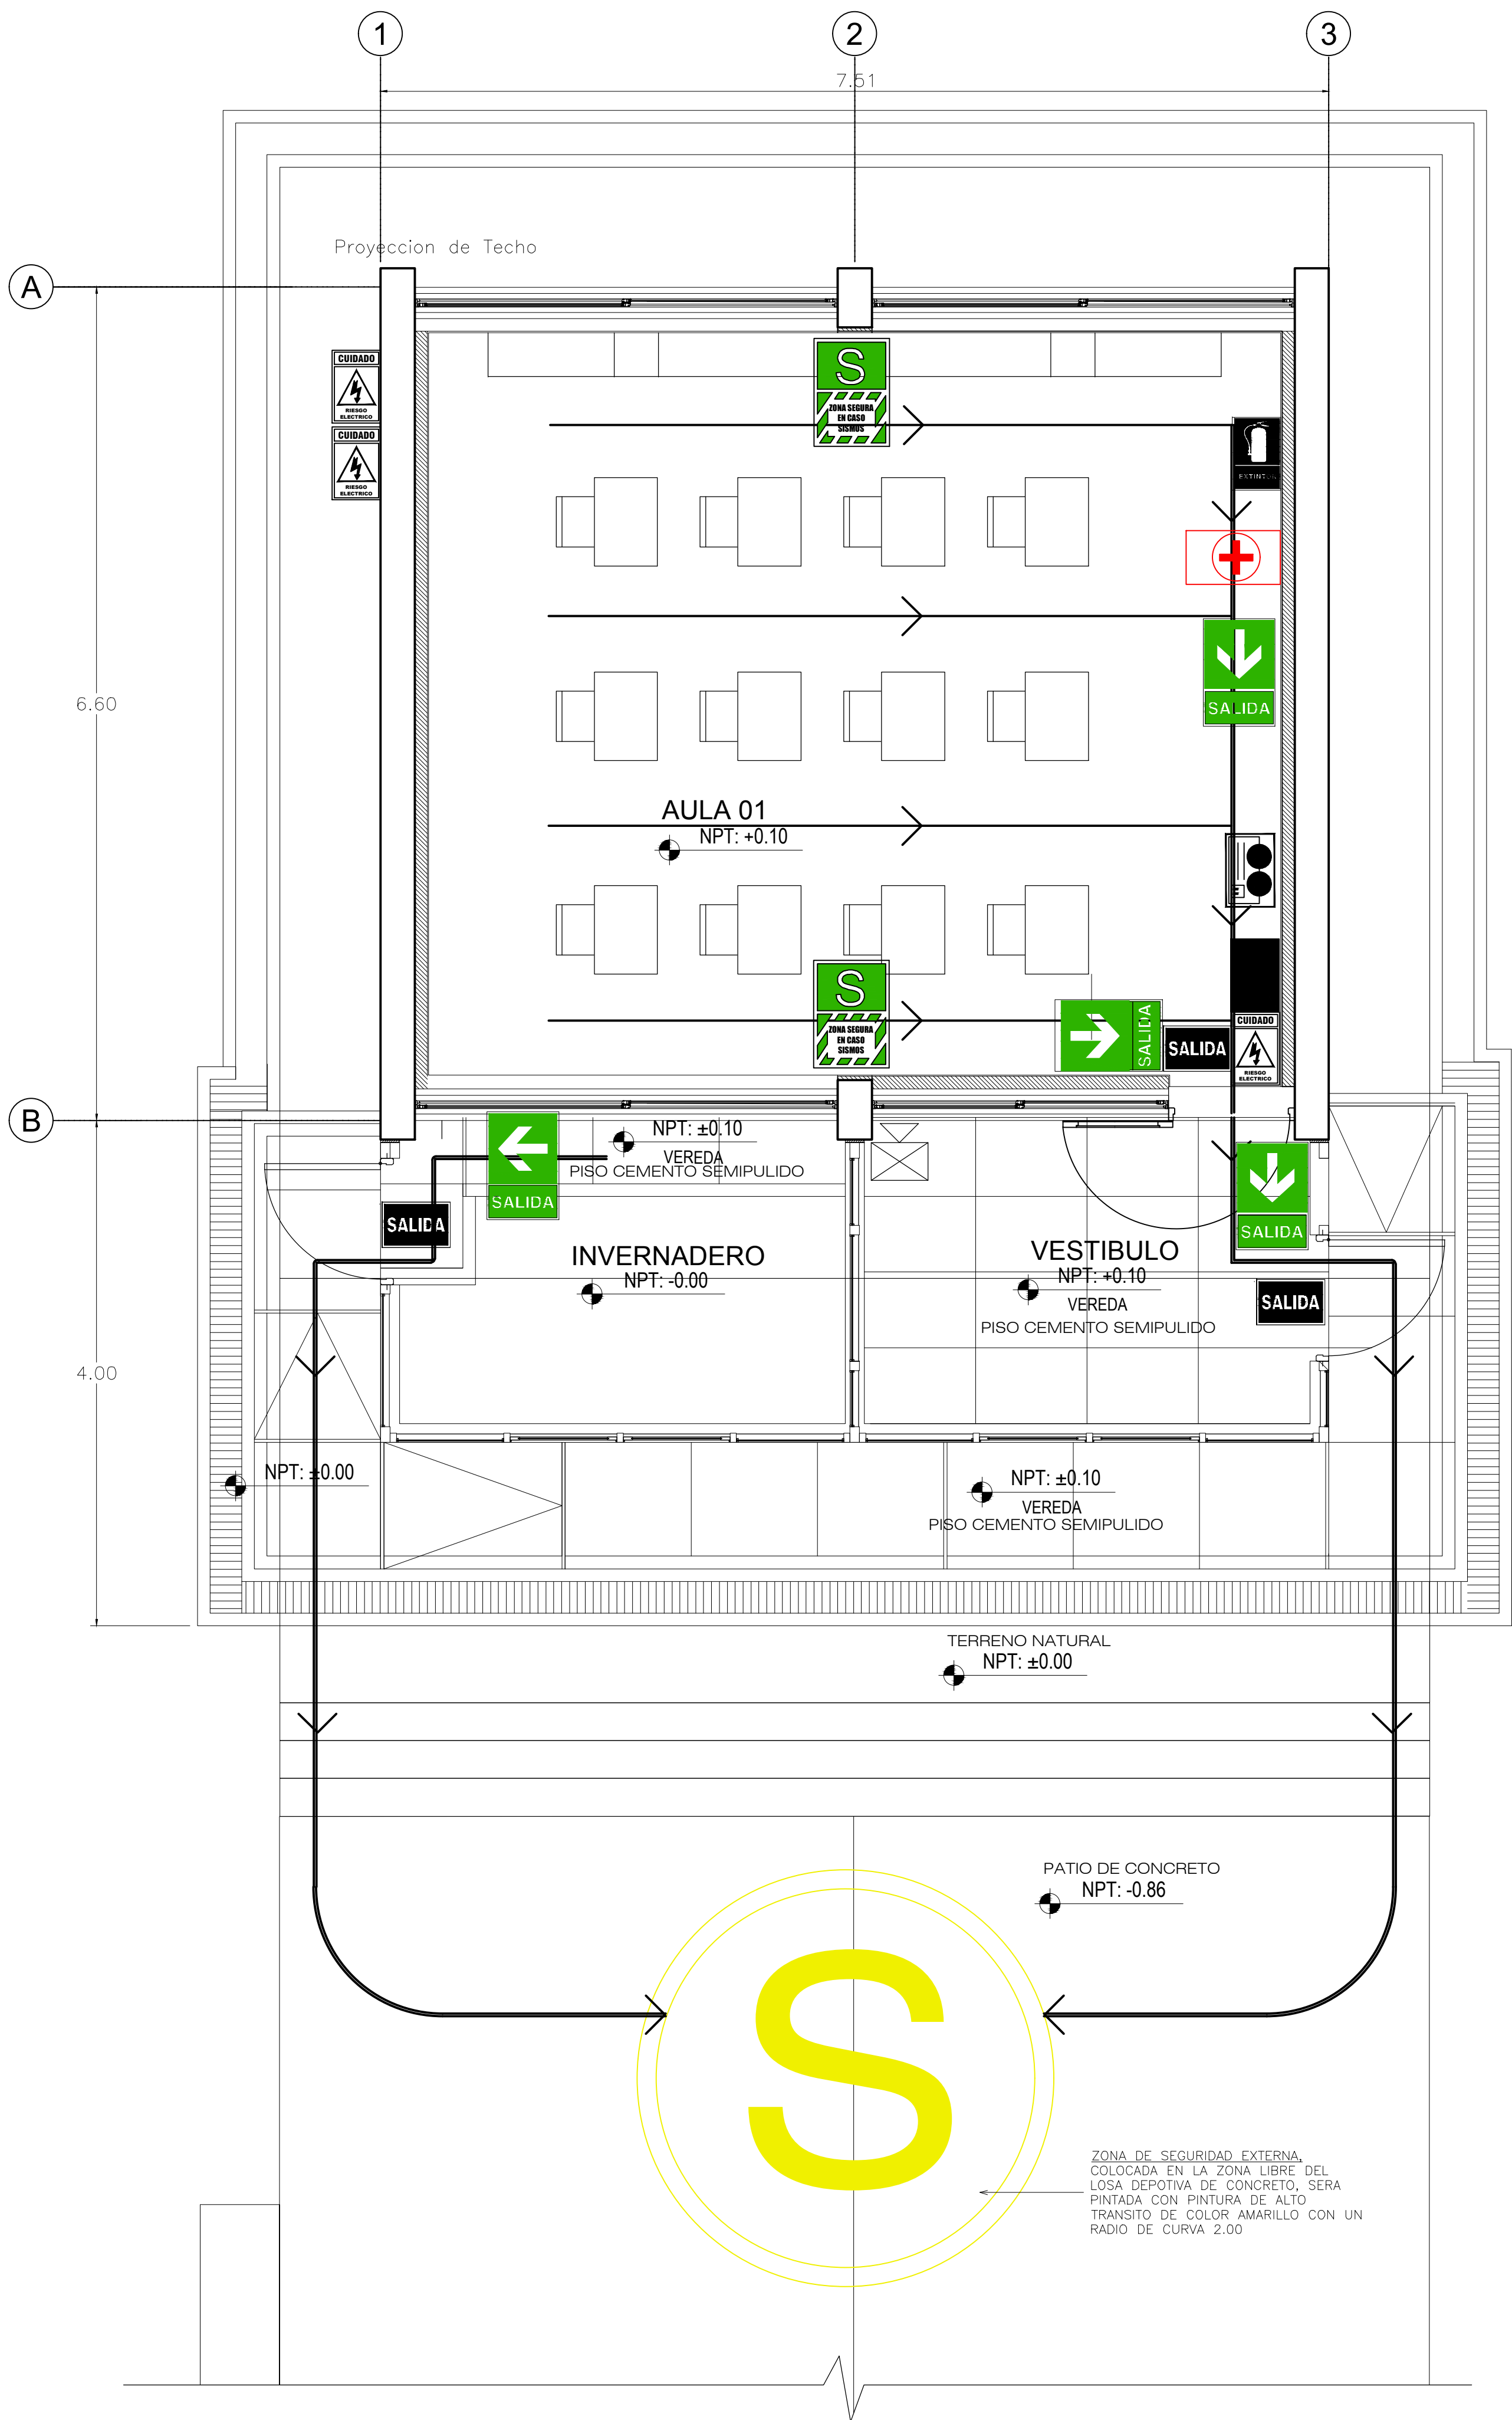 1
2
3
7.51
Proyeccion de Techo
A
CUIDADO
RIESGO
ELECTRICO
CUIDADO
RIESGO
ELECTRICO
S
ZONA SEGURA
EN CASO
SISMOS
SALIDA
6.60
AULA 01
NPT: +0.10
S
ZONA SEGURA
EN CASO
SISMOS
SALIDA
SALIDA
CUIDADO
RIESGO
ELECTRICO
B
NPT: ±0.10
VEREDA
PISO CEMENTO SEMIPULIDO
SALIDA
SALIDA
SALIDA
INVERNADERO
NPT: -0.00
VESTIBULO
NPT: +0.10
VEREDA
PISO CEMENTO SEMIPULIDO
SALIDA
4.00
NPT: ±0.00
NPT: ±0.10
VEREDA
PISO CEMENTO SEMIPULIDO
TERRENO NATURAL
NPT: ±0.00
PATIO DE CONCRETO
NPT: -0.86
S
ZONA DE SEGURIDAD EXTERNA,
COLOCADA EN LA ZONA LIBRE DEL
LOSA DEPOTIVA DE CONCRETO, SERA
PINTADA CON PINTURA DE ALTO
TRANSITO DE COLOR AMARILLO CON UN
RADIO DE CURVA 2.00